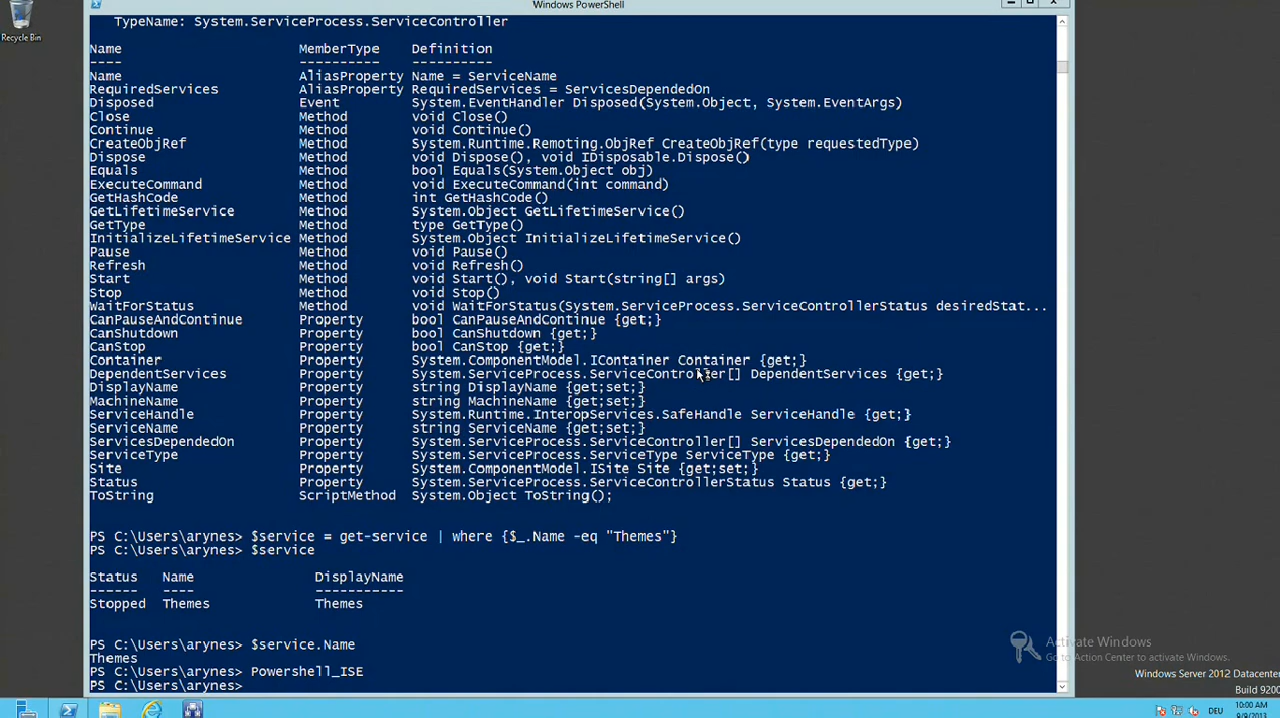 Windows PowerShell
Recycle Bin
TypeName: System.ServiceProcess.ServiceController
Name MemberType Definition
---- ---------- ----------
Name AliasProperty Name = ServiceName
RequiredServices AliasProperty RequiredServices = ServicesDependedOn
Disposed Event System.EventHandler Disposed(System.Object, System.EventArgs)
Close Method void Close()
Continue Method void Continue()
CreateObjRef Method System.Runtime.Remoting.ObjRef CreateObjRef(type requestedType)
Dispose Method void Dispose(), void IDisposable.Dispose()
Equals Method bool Equals(System.Object obj)
ExecuteCommand Method void ExecuteCommand(int command)
GetHashCode Method int GetHashCode()
GetLifetimeService Method System.Object GetLifetimeService()
GetType Method type GetType()
InitializeLifetimeService Method System.Object InitializeLifetimeService()
Pause Method void Pause()
Refresh Method void Refresh()
Start Method void Start(), void Start(string[] args)
Stop Method void Stop()
WaitForStatus Method void WaitForStatus(System.ServiceProcess.ServiceControllerStatus desiredStat...
CanPauseAndContinue Property bool CanPauseAndContinue {get;}
CanShutdown Property bool CanShutdown {get;}
CanStop Property bool CanStop {get;}
Container Property System.ComponentModel.IContainer Container {get;}
DependentServices Property System.ServiceProcess.ServiceController[] DependentServices {get;}
DisplayName Property string DisplayName {get;set;}
MachineName Property string MachineName {get;set;}
ServiceHandle Property System.Runtime.InteropServices.SafeHandle ServiceHandle {get;}
ServiceName Property string ServiceName {get;set;}
ServicesDependedOn Property System.ServiceProcess.ServiceController[] ServicesDependedOn {get;}
ServiceType Property System.ServiceProcess.ServiceType ServiceType {get;}
Site Property System.ComponentModel.ISite Site {get;set;}
Status Property System.ServiceProcess.ServiceControllerStatus Status {get;}
ToString ScriptMethod System.Object ToString();
PS C:\Users\arynes> $service = get-service | where {$_.Name -eq "Themes"}
PS C:\Users\arynes> $service
Status Name DisplayName
------ ---- -----------
Stopped Themes Themes
PS C:\Users\arynes> $service.Name
Themes
PS C:\Users\arynes> Powershell_ISE
PS C:\Users\arynes>
Activate Windows
Go to Action Center to activate Windows.
Windows Server 2012 Datacenter
Build 9200
DEU
10:00 AM
9/9/2013